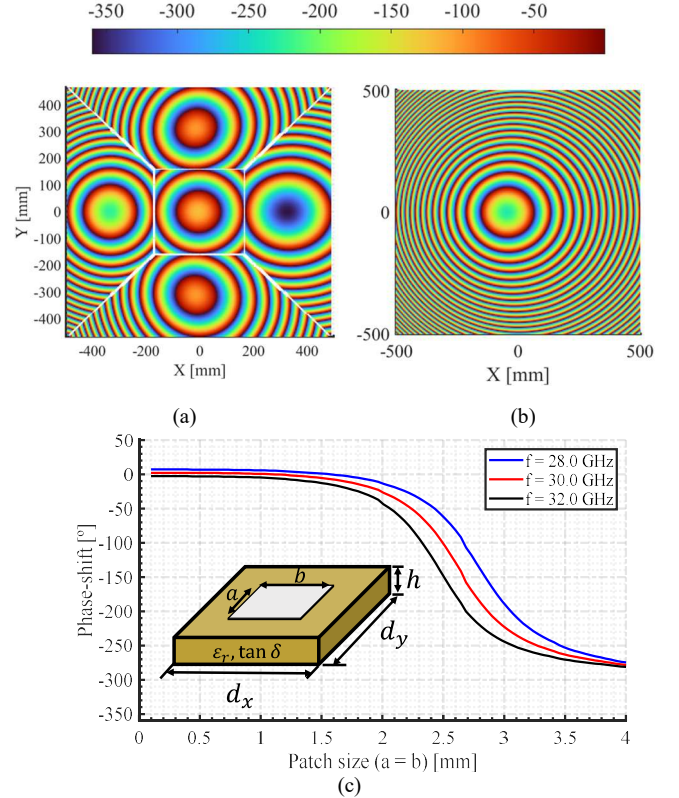 -350 -300 -250 -200 -150 -100 -50
400
300
200
100
0
-100
-200
-300
-400
Y [mm]
-400 -200 0 200 400
X [mm]
(a)
500
0
-500
-500 0 500
X [mm]
(b)
50
0
-50
-100
-150
-200
-250
-300
-350
Phase-shift [º]
f = 28.0 GHz
f = 30.0 GHz
f = 32.0 GHz
a
b
h
εr, tan δ
dx
dy
0 0.5 1 1.5 2 2.5 3 3.5 4
Patch size (a = b) [mm]
(c)